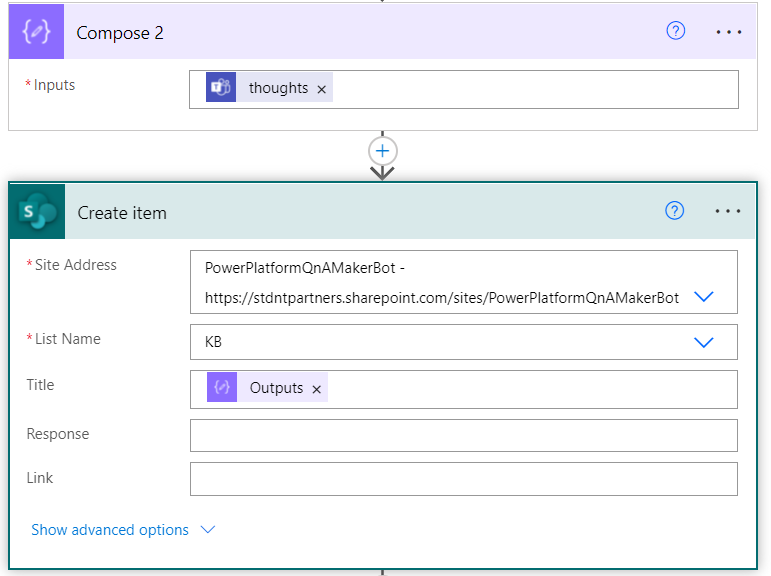 Compose 2
* Inputs
thoughts ×
Create item
* Site Address
PowerPlatformQnAMakerBot -
https://stdntpartners.sharepoint.com/sites/PowerPlatformQnAMakerBot
* List Name
KB
Title
Outputs ×
Response
Link
Show advanced options